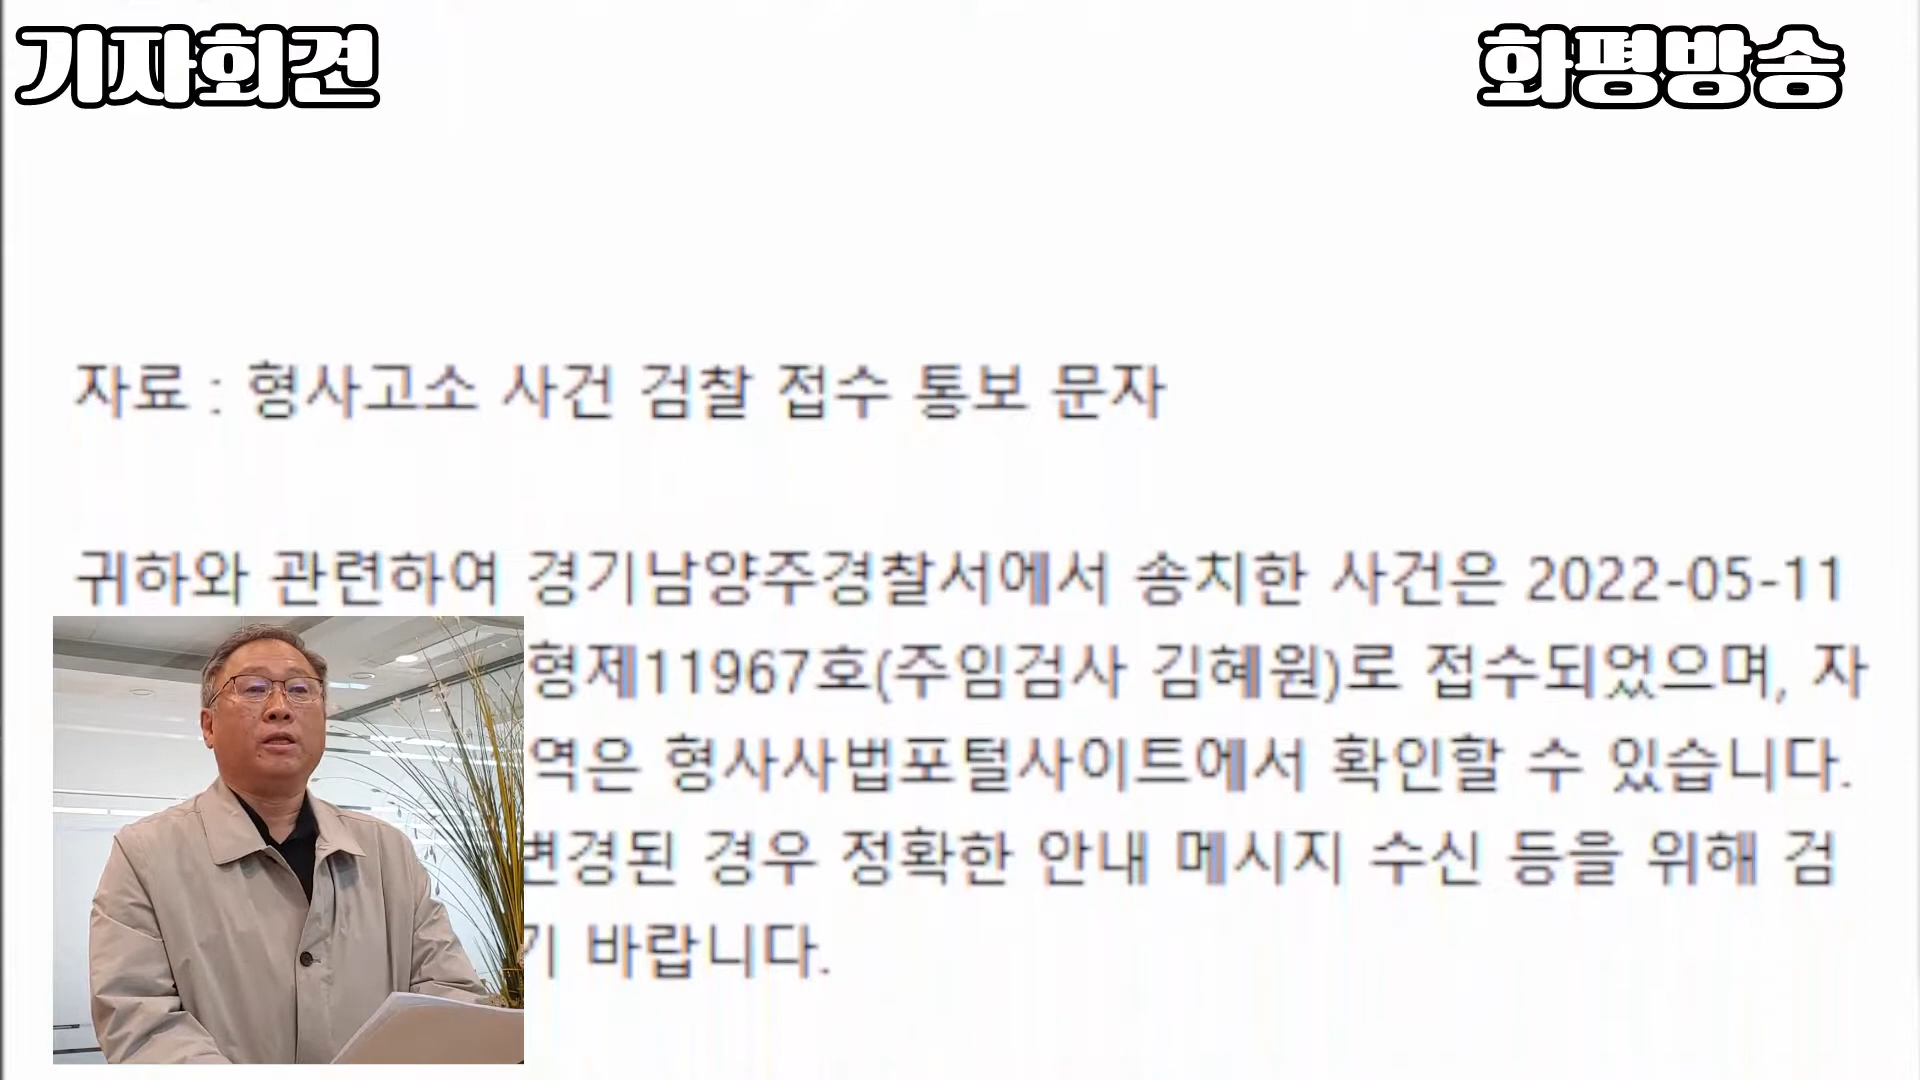 기자회견
화평방송
자료 : 형사고소 사건 검찰 접수 통보 문자
귀하와 관련하여 경기남양주경찰서에서 송치한 사건은 2022-05-11
형제11967호(주임검사 김혜원)로 접수되었으며, 자
역은 형사사법포털사이트에서 확인할 수 있습니다.
변경된 경우 정확한 안내 메시지 수신 등을 위해 검
기 바랍니다.